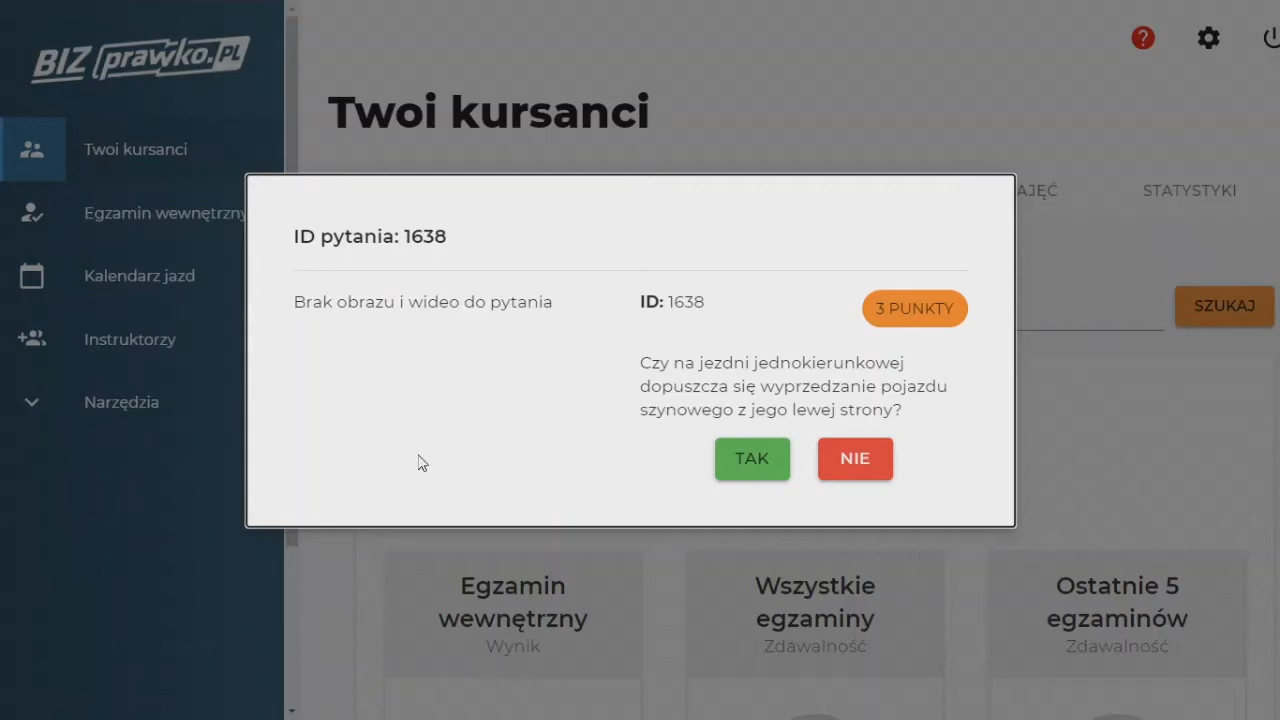 BIZ prawko.PL
Twoi kursanci
Twoi kursanci
Egzamin wewnętrzny
AJĘĆ
STATYSTYKI
ID pytania: 1638
Kalendarz jazd
Brak obrazu i wideo do pytania
ID: 1638
3 PUNKTY
SZUKAJ
Instruktorzy
Czy na jezdni jednokierunkowej
dopuszcza się wyprzedzanie pojazdu
szynowego z jego lewej strony?
Narzędzia
TAK
NIE
Egzamin
wewnętrzny
Wynik
Wszystkie
egzaminy
Zdawalność
Ostatnie 5
egzaminów
Zdawalność